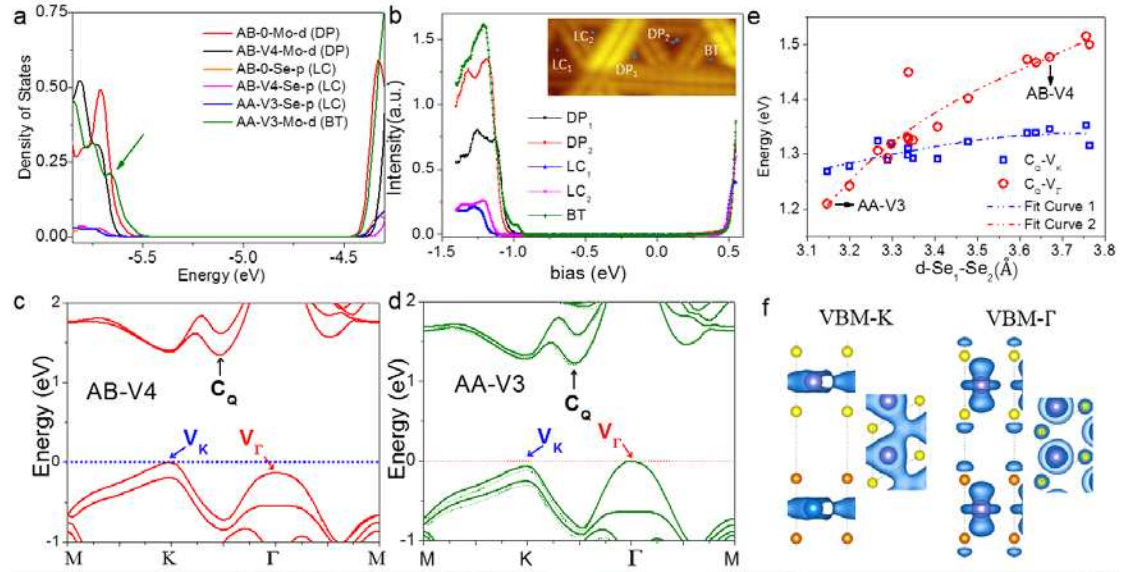 a
Density of States
0.75
0.50
0.25
0.00
-5.5
-5.0
-4.5
Energy (eV)
AB-0-Mo-d (DP)
AB-V4-Mo-d (DP)
AB-0-Se-p (LC)
AB-V4-Se-p (LC)
AA-V3-Se-p (LC)
AA-V3-Mo-d (BT)
b
Intensity(a.u.)
1.5
1.0
0.5
0.0
-1.5
-1.0
-0.5
0.0
0.5
bias (eV)
DP1
DP2
LC1
LC2
BT
LC1
LC2
DP1
DP2
BT
e
Energy (eV)
1.5
1.4
1.3
1.2
3.1
3.2
3.3
3.4
3.5
3.6
3.7
3.8
d-Se1-Se2(Å)
AB-V4
AA-V3
CQ-VK
CQ-VΓ
Fit Curve 1
Fit Curve 2
c
Energy (eV)
2
1
0
-1
M
K
Γ
M
AB-V4
CQ
VK
VΓ
d
Energy (eV)
2
1
0
-1
M
K
Γ
M
AA-V3
CQ
VK
VΓ
f
VBM-K
VBM-Γ